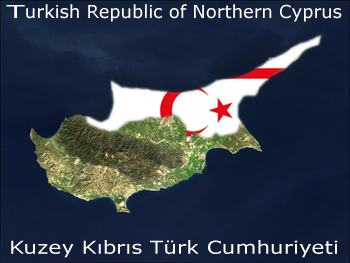 Turkish Republic of Northern Cyprus
Kuzey Kıbrıs Türk Cumhuriyeti